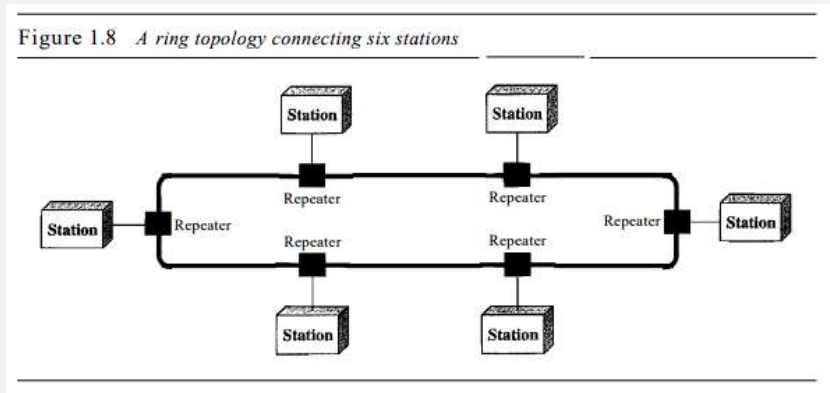 Figure 1.8 A ring topology connecting six stations
Station Station
Repeater Repeater
Station Repeater Repeater Station
Repeater Repeater
Station Station